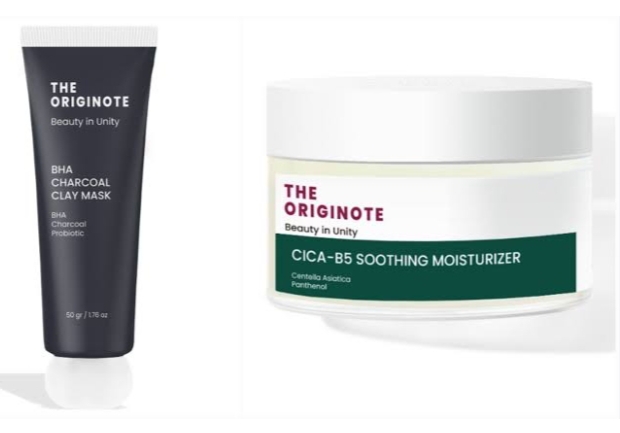 THE
ORIGINOTE
Beauty in Unity
BHA
CHARCOAL
CLAY MASK
BHA
Charcoal
Probiotic
50 gr / 1.76 oz
THE
ORIGINOTE
Beauty in Unity
CICA-B5 SOOTHING MOISTURIZER
Centella Asiatica
Panthenol